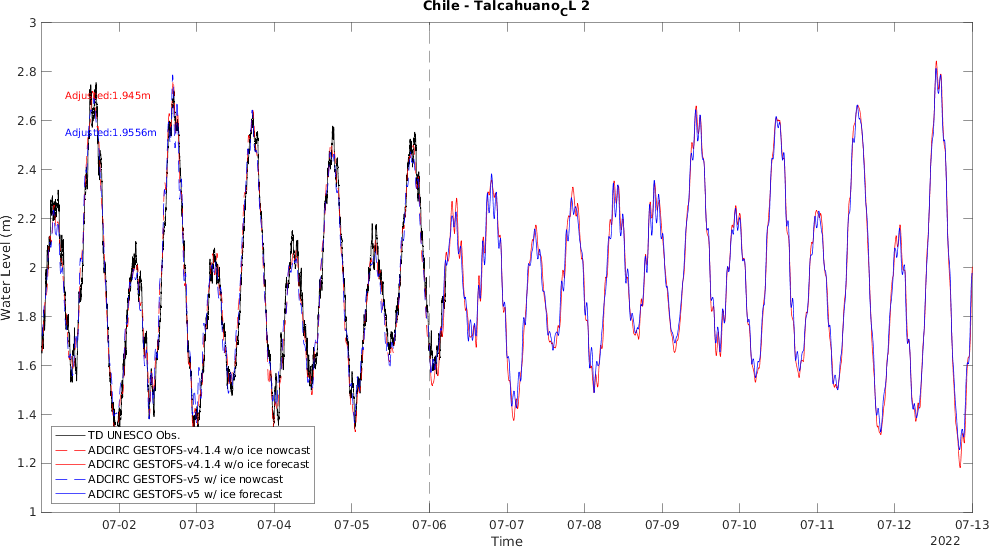 Chile - Talcahuano_CL 2
3
2.8
2.6
2.4
2.2
2
1.8
1.6
1.4
1.2
1
Water Level (m)
Adjusted:1.945m
Adjusted:1.9556m
TD UNESCO Obs.
ADCIRC GESTOFS-v4.1.4 w/o ice nowcast
ADCIRC GESTOFS-v4.1.4 w/o ice forecast
ADCIRC GESTOFS-v5 w/ ice nowcast
ADCIRC GESTOFS-v5 w/ ice forecast
07-02 07-03 07-04 07-05 07-06 07-07 07-08 07-09 07-10 07-11 07-12 07-13
Time
2022